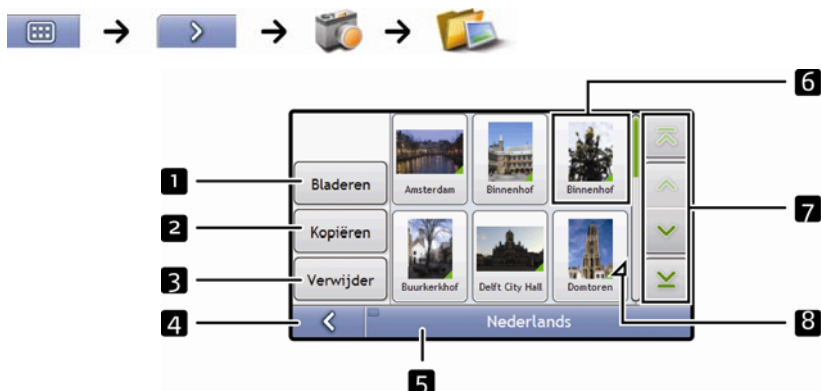 6
1
Bladeren
Amsterdam
Binnenhof
Binnenhof
2
Kopiëren
7
3
Verwijder
Buurkerkhof
Delft City Hall
Domtoren
4
Nederlands
8
5